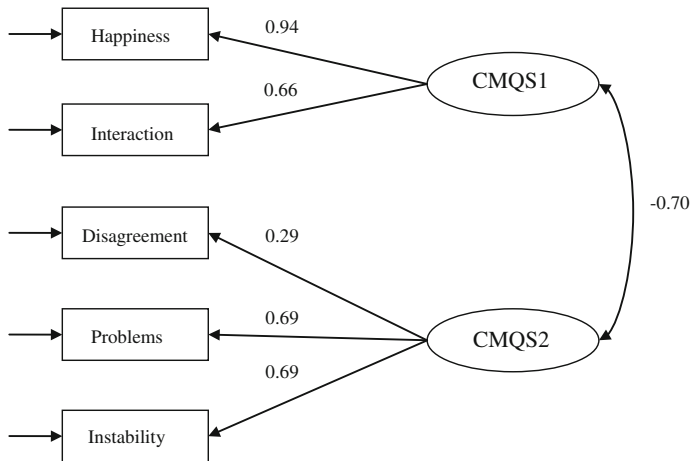 Happiness
0.94
CMQS1
0.66
Interaction
-0.70
Disagreement
0.29
Problems
0.69
CMQS2
0.69
Instability